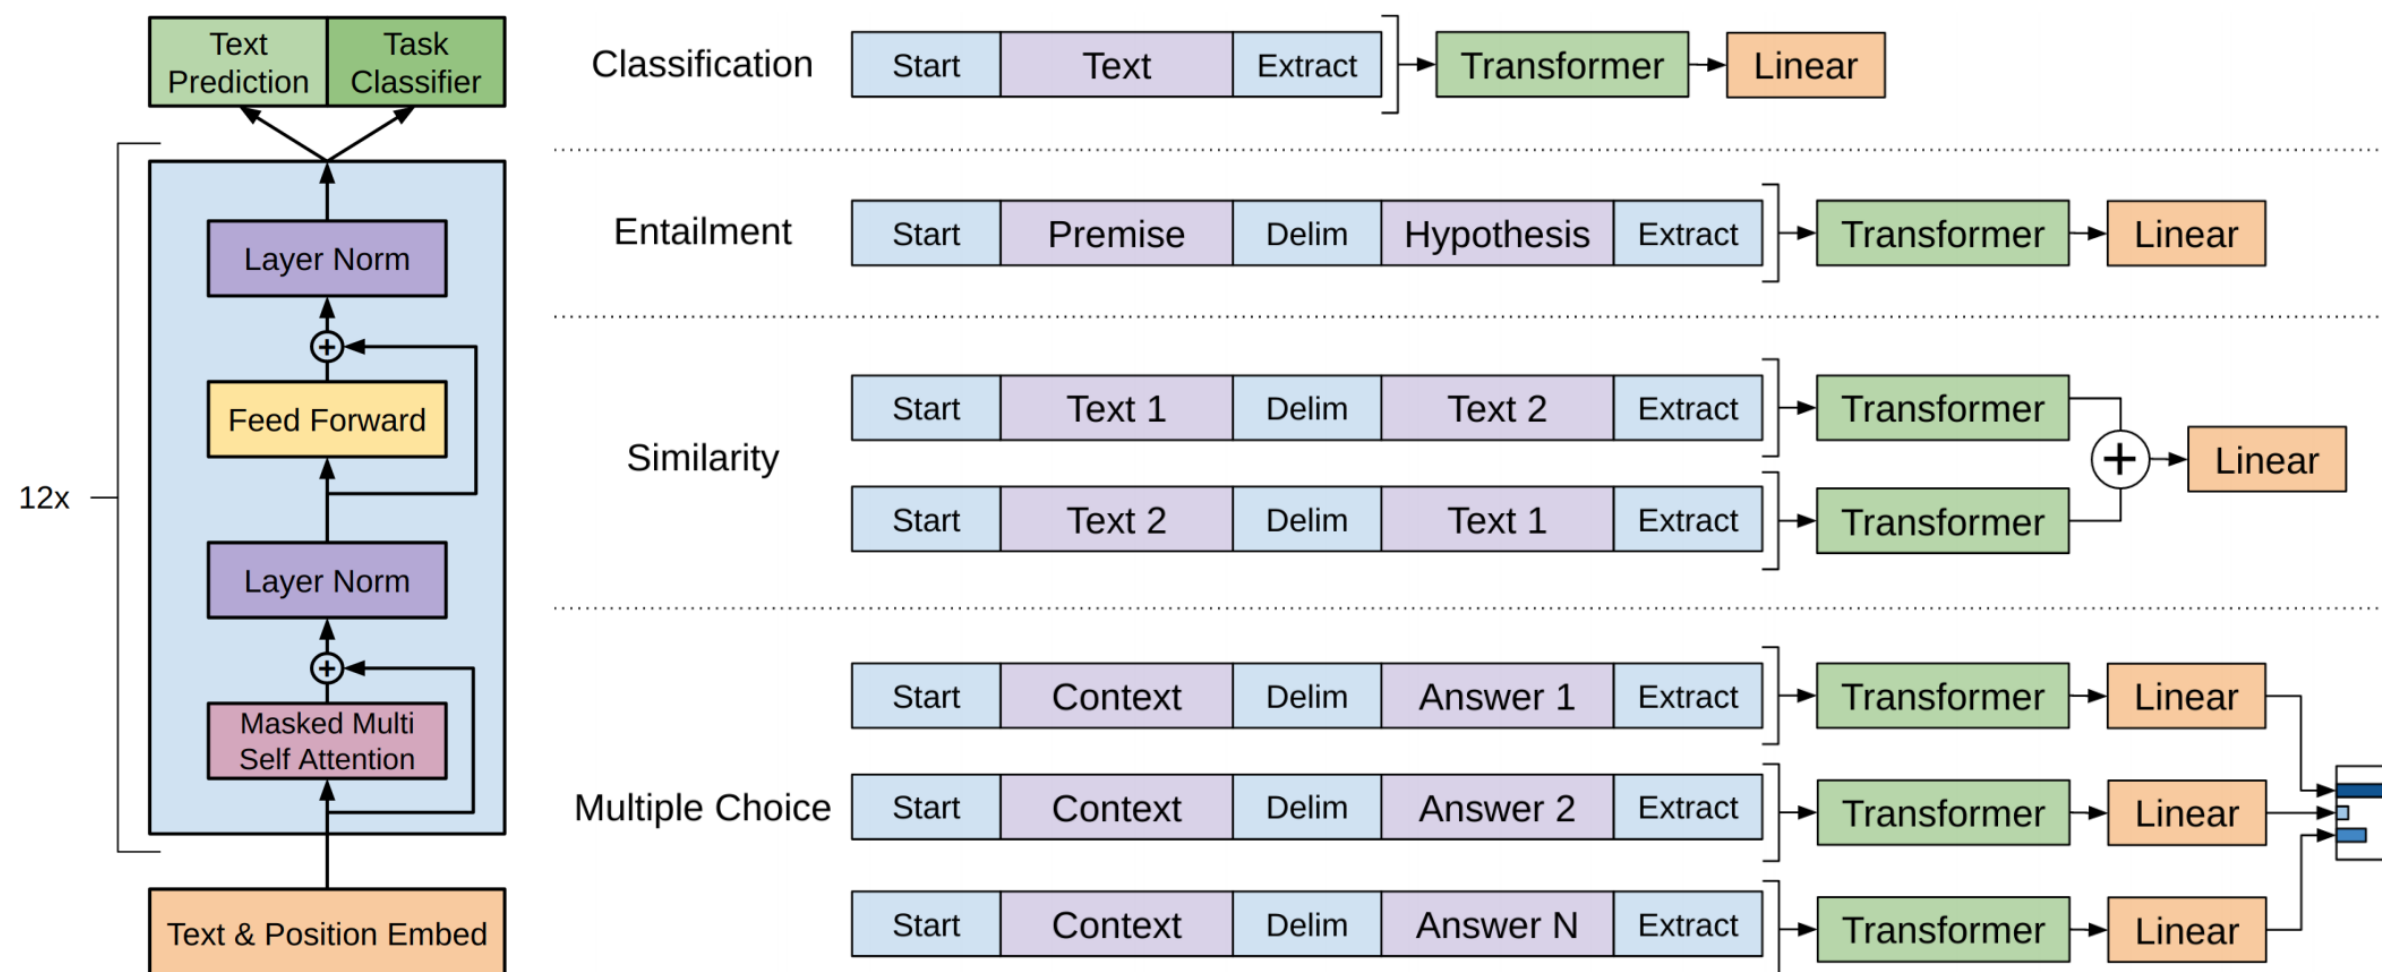 Text
Prediction
Task
Classifier
12x
Layer Norm
+
Feed Forward
Layer Norm
+
Masked Multi
Self Attention
Text & Position Embed
Classification
Start Text Extract Transformer Linear
Entailment
Start Premise Delim Hypothesis Extract Transformer Linear
Similarity
Start Text 1 Delim Text 2 Extract Transformer
+ Linear
Start Text 2 Delim Text 1 Extract Transformer
Multiple Choice
Start Context Delim Answer 1 Extract Transformer Linear
Start Context Delim Answer 2 Extract Transformer Linear
Start Context Delim Answer N Extract Transformer Linear